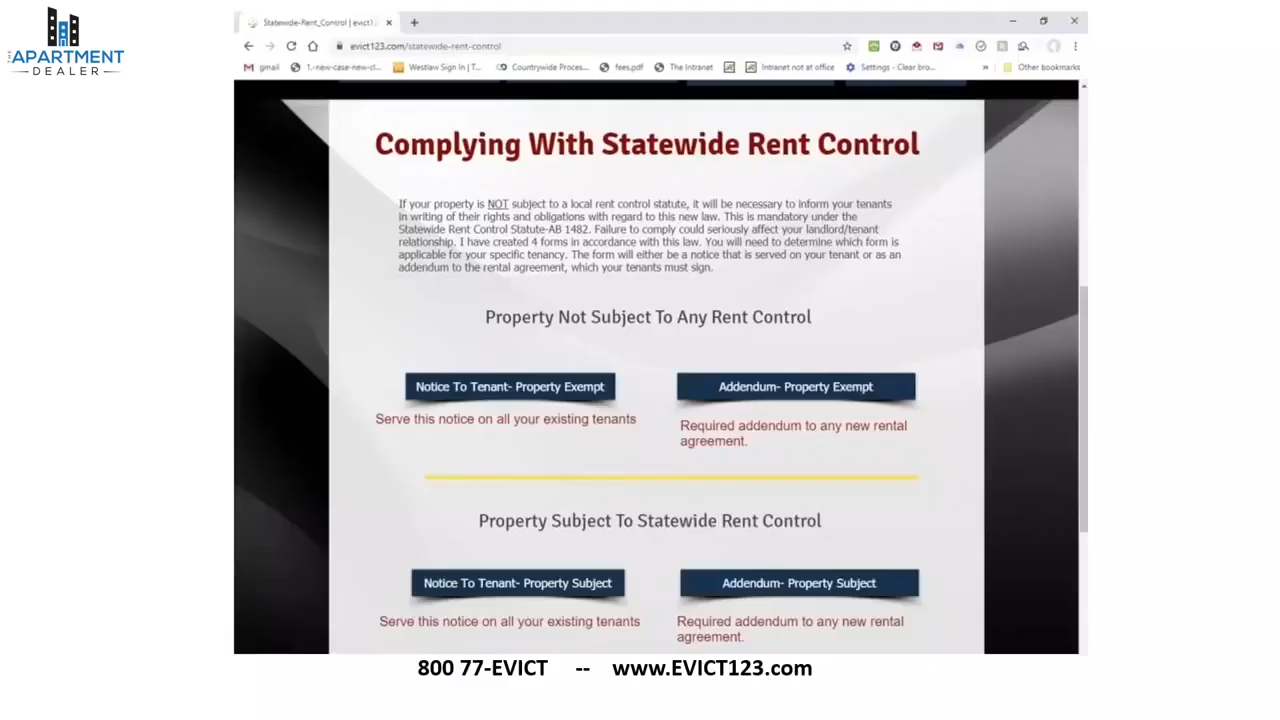 THE
APARTMENT
DEALER
Statewide-Rent_Control | evict1
evict123.com/statewide-rent-control
gmail
1.-new-case-new-cl...
Westlaw Sign In | T...
Countrywide Proces...
fees.pdf
The Intranet
Intranet not at office
Settings - Clear bro...
»
Other bookmarks
Complying With Statewide Rent Control
If your property is NOT subject to a local rent control statute, it will be necessary to inform your tenants
in writing of their rights and obligations with regard to this new law. This is mandatory under the
Statewide Rent Control Statute-AB 1482. Failure to comply could seriously affect your landlord/tenant
relationship. I have created 4 forms in accordance with this law. You will need to determine which form is
applicable for your specific tenancy. The form will either be a notice that is served on your tenant or as an
addendum to the rental agreement, which your tenants must sign.
Property Not Subject To Any Rent Control
Notice To Tenant- Property Exempt
Addendum- Property Exempt
Serve this notice on all your existing tenants
Required addendum to any new rental
agreement.
Property Subject To Statewide Rent Control
Notice To Tenant- Property Subject
Addendum- Property Subject
Serve this notice on all your existing tenants
Required addendum to any new rental
agreement.
800 77-EVICT -- www.EVICT123.com